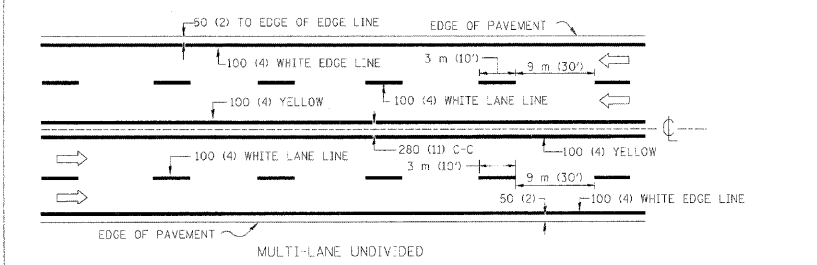 50 (2) TO EDGE OF EDGE LINE
EDGE OF PAVEMENT
100 (4) WHITE EDGE LINE
3 m (10')
9 m (30')
100 (4) YELLOW
100 (4) WHITE LANE LINE
℄
100 (4) WHITE LANE LINE
280 (11) C-C
100 (4) YELLOW
3 m (10')
9 m (30')
50 (2)
100 (4) WHITE EDGE LINE
EDGE OF PAVEMENT
MULTI-LANE UNDIVIDED